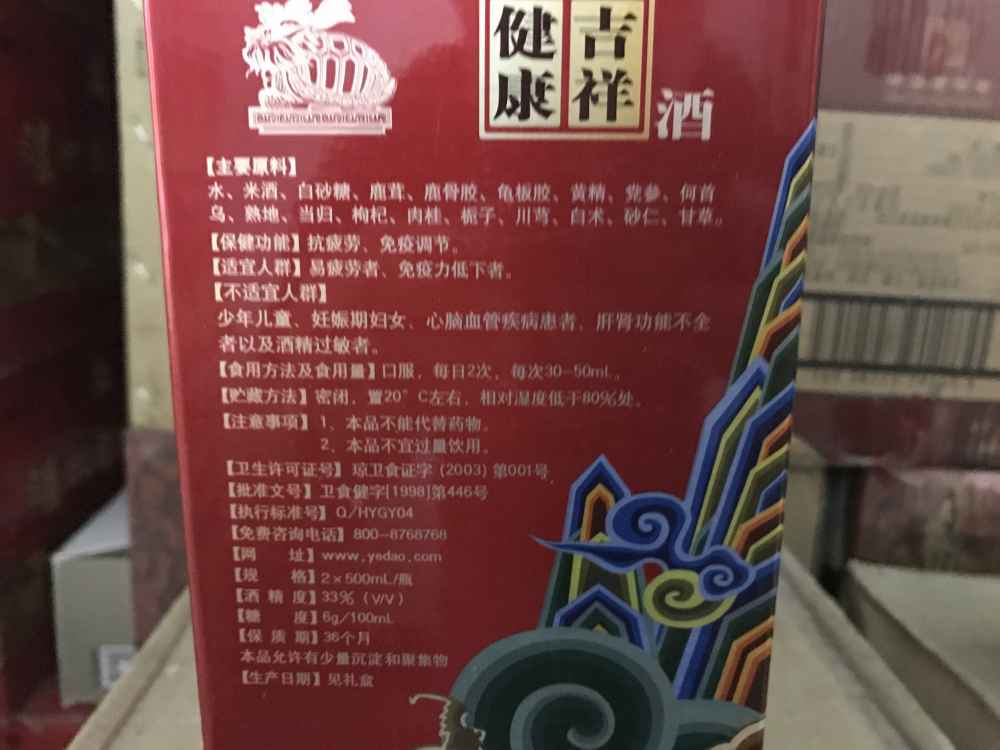 健康
吉祥
酒
【主要原料】
水、米酒、白砂糖、鹿茸、鹿骨胶、龟板胶、黄精、党参、何首
乌、熟地、当归、枸杞、肉桂、栀子、川芎、白术、砂仁、甘草。
【保健功能】抗疲劳、免疫调节。
【适宜人群】易疲劳者、免疫力低下者。
【不适宜人群】
少年儿童、妊娠期妇女、心脑血管疾病患者、肝肾功能不全
者以及酒精过敏者。
【食用方法及食用量】口服，每日2次，每次30-50mL。
【贮藏方法】密闭，置20°C左右，相对湿度低于80%处。
【注意事项】1、本品不能代替药物。
2、本品不宜过量饮用。
【卫生许可证号】琼卫食证字(2003)第001号
【批准文号】卫食健字[1998]第446号
【执行标准号】Q/HYGY04
【免费咨询电话】800-8768768
【网 址】www.yedao.com
【规 格】2×500mL/瓶
【酒 精 度】33%(V/V)
【糖 度】6g/100mL
【保 质 期】36个月
本品允许有少量沉淀和聚集物
【生产日期】见礼盒